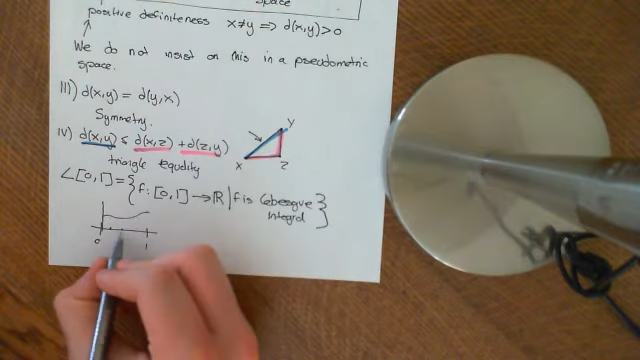 space
positive definiteness x≠y ⟹ d(x,y)>0
We do not insist on this in a pseudometric
space.
III) d(x,y) = d(y,x)
Symmetry.
IV) d(x,y) ≤ d(x,z) + d(z,y)
triangle equality
x y z
L[0,1] = { f: [0,1] → ℝ | f is Lebesgue
integral }
0 1